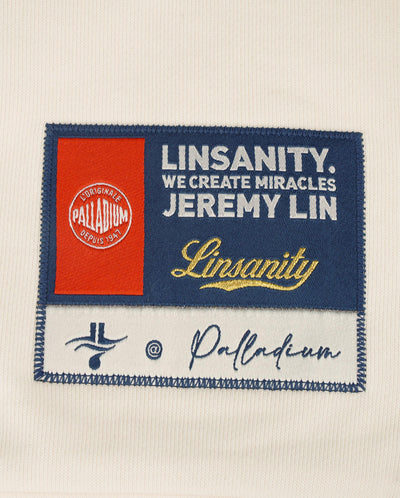 L'ORIGINALE
PALLADIUM
DEPUIS 1947
LINSANITY.
WE CREATE MIRACLES
JEREMY LIN
Linsanity
@ Palladium